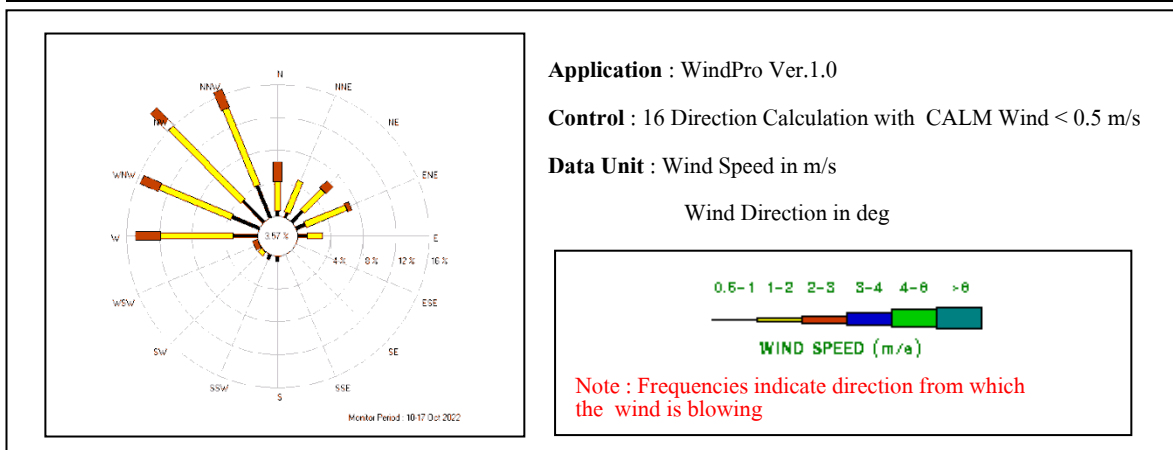 N
NNW NNE
NW NE
WNW ENE
W 3.57 % E
4 % 8 % 12 % 16 %
WSW ESE
SW SE
SSW SSE
S
Monitor Period : 10-17 Oct 2022
Application : WindPro Ver.1.0
Control : 16 Direction Calculation with CALM Wind < 0.5 m/s
Data Unit : Wind Speed in m/s
Wind Direction in deg
0.5-1 1-2 2-3 3-4 4-6 >6
WIND SPEED (m/s)
Note : Frequencies indicate direction from which
the wind is blowing